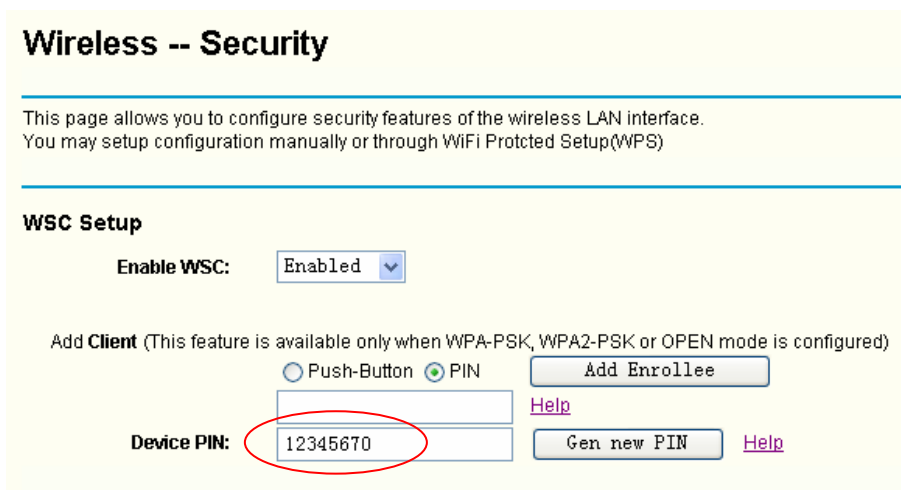 Wireless -- Security
This page allows you to configure security features of the wireless LAN interface.
You may setup configuration manually or through WiFi Protcted Setup(WPS)
WSC Setup
Enable WSC: Enabled
Add Client (This feature is available only when WPA-PSK, WPA2-PSK or OPEN mode is configured)
Push-Button PIN Add Enrollee
Help
Device PIN: 12345670 Gen new PIN Help